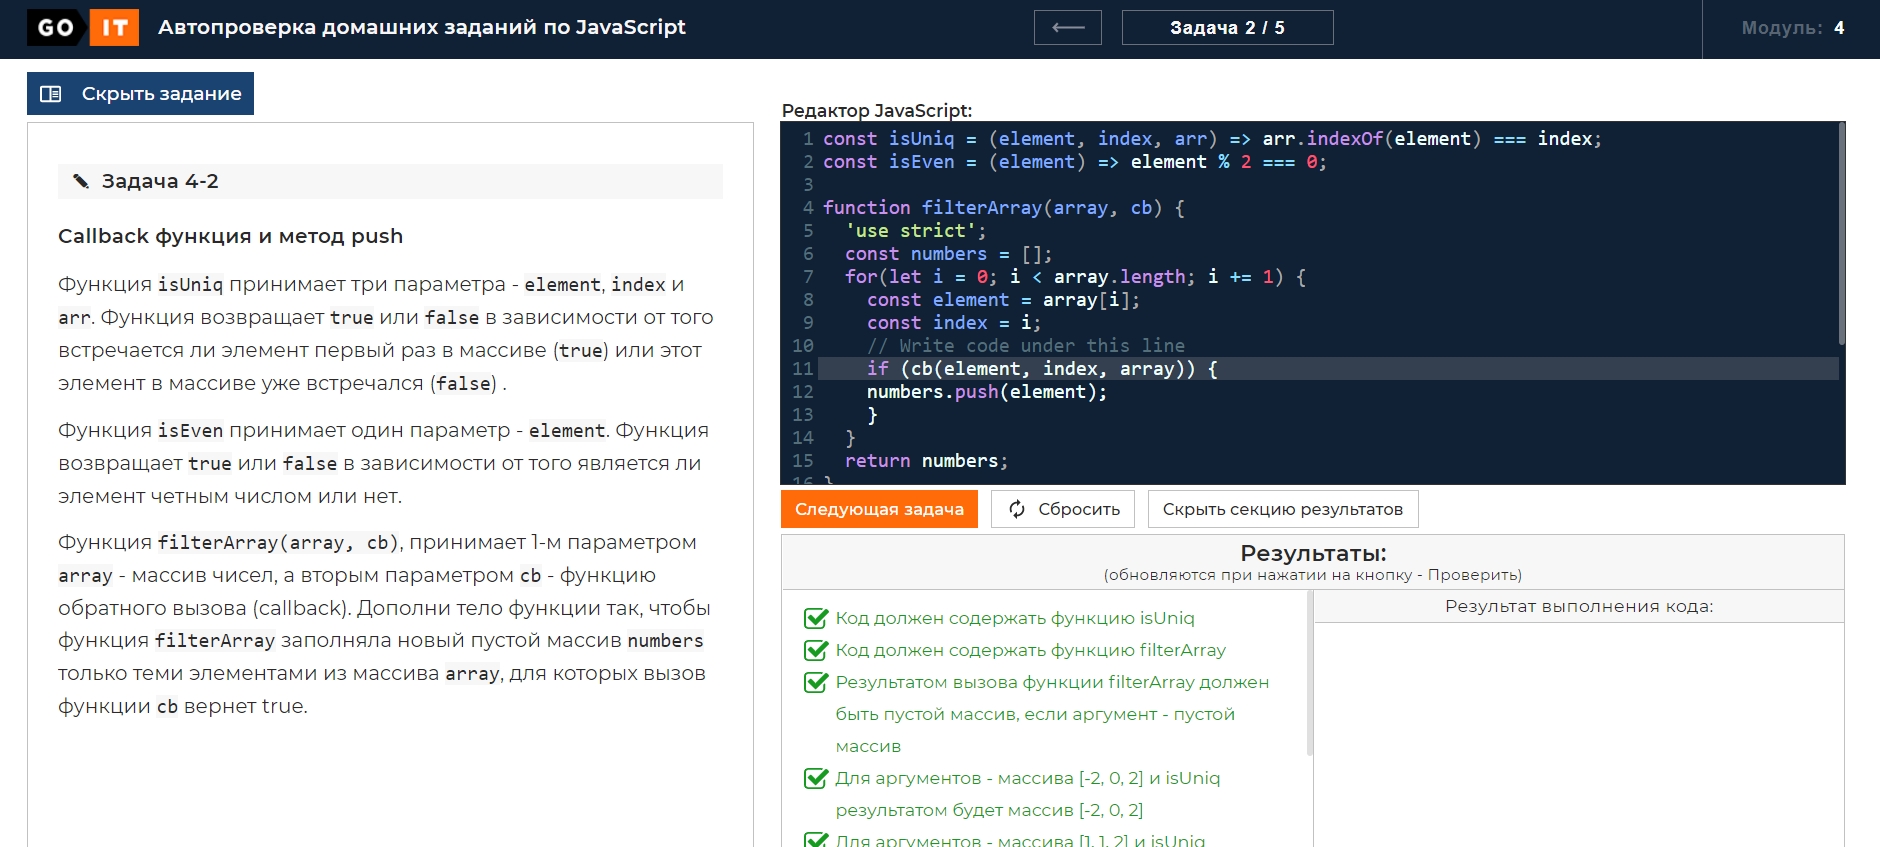 GO IT Автопроверка домашних заданий по JavaScript
Задача 2 / 5
Модуль: 4
Скрыть задание
Задача 4-2
Callback функция и метод push
Функция isUniq принимает три параметра - element, index и
arr. Функция возвращает true или false в зависимости от того
встречается ли элемент первый раз в массиве (true) или этот
элемент в массиве уже встречался (false) .
Функция isEven принимает один параметр - element. Функция
возвращает true или false в зависимости от того является ли
элемент четным числом или нет.
Функция filterArray(array, cb), принимает 1-м параметром
array - массив чисел, а вторым параметром cb - функцию
обратного вызова (callback). Дополни тело функции так, чтобы
функция filterArray заполняла новый пустой массив numbers
только теми элементами из массива array, для которых вызов
функции cb вернет true.
Редактор JavaScript:
1 const isUniq = (element, index, arr) => arr.indexOf(element) === index;
2 const isEven = (element) => element % 2 === 0;
3
4 function filterArray(array, cb) {
5 'use strict';
6 const numbers = [];
7 for(let i = 0; i < array.length; i += 1) {
8 const element = array[i];
9 const index = i;
10 // Write code under this line
11 if (cb(element, index, array)) {
12 numbers.push(element);
13 }
14 }
15 return numbers;
16 }
Следующая задача
Сбросить
Скрыть секцию результатов
Результаты:
(обновляются при нажатии на кнопку - Проверить)
Код должен содержать функцию isUniq
Код должен содержать функцию filterArray
Результатом вызова функции filterArray должен
быть пустой массив, если аргумент - пустой
массив
Для аргументов - массива [-2, 0, 2] и isUniq
результатом будет массив [-2, 0, 2]
Для аргументов - массива [1, 1, 2] и isUniq
Результат выполнения кода: